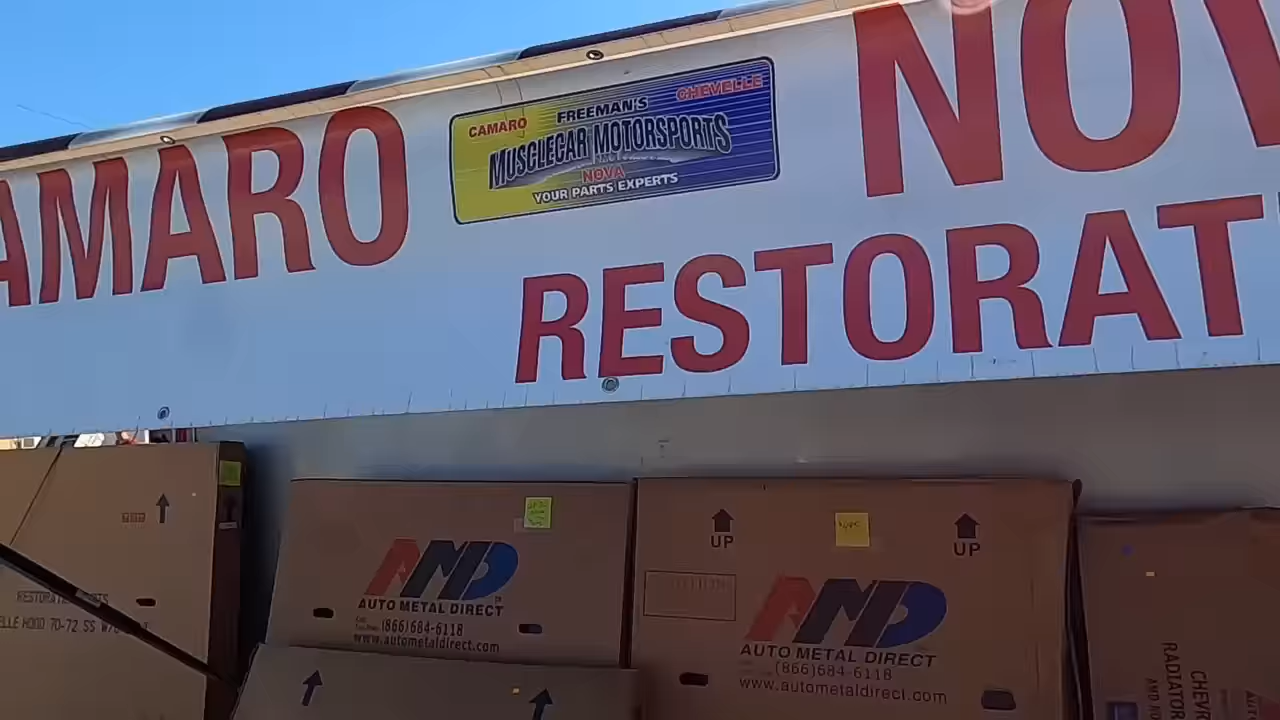 AMARO
CAMARO
FREEMAN'S
CHEVELLE
MUSCLECAR MOTORSPORTS
NOVA
YOUR PARTS EXPERTS
NOV
RESTORAT
AMD
AUTO METAL DIRECT
(866)684-6118
www.autometaldirect.com
UP
UP
AMD
AUTO METAL DIRECT
(866)684-6118
www.autometaldirect.com
ELLE HOOD 70-72 SS
CHEV
RADIATOR